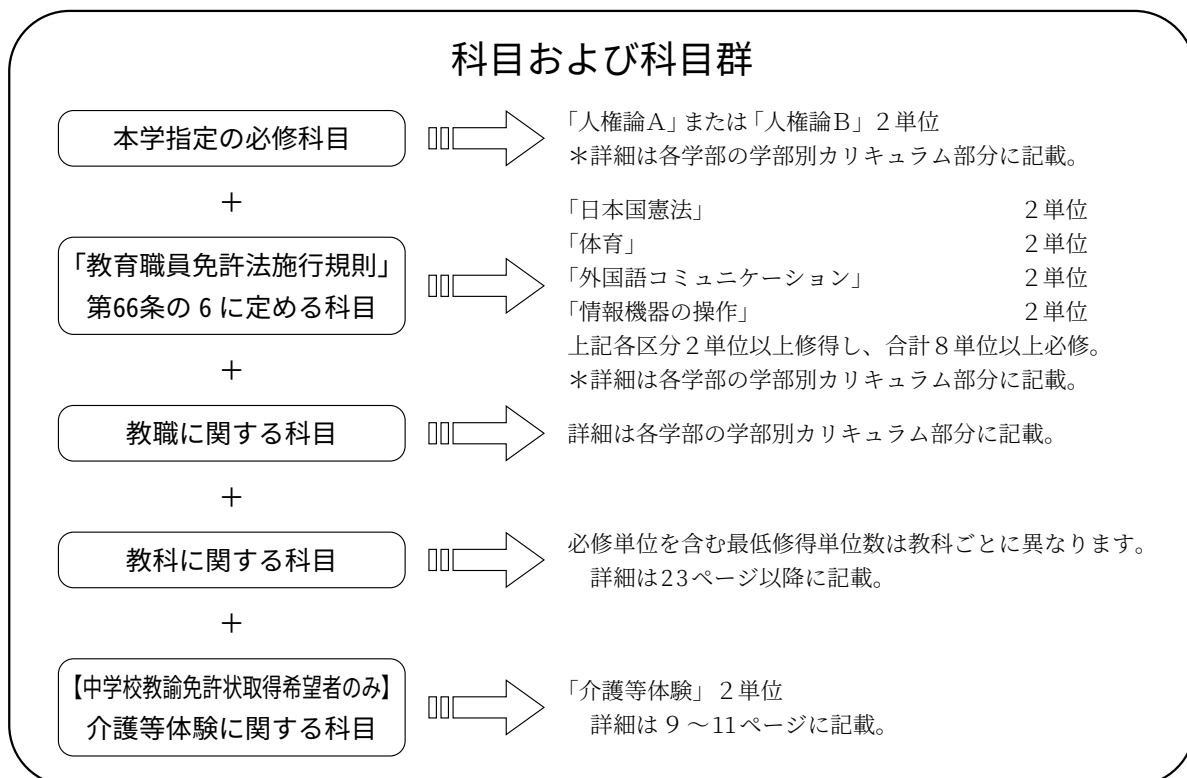 科目および科目群
本学指定の必修科目
「人権論A」または「人権論B」2単位
＊詳細は各学部の学部別カリキュラム部分に記載。
＋
「教育職員免許法施行規則」
第66条の6に定める科目
「日本国憲法」 2単位
「体育」 2単位
「外国語コミュニケーション」 2単位
「情報機器の操作」 2単位
上記各区分2単位以上修得し、合計8単位以上必修。
＊詳細は各学部の学部別カリキュラム部分に記載。
＋
教職に関する科目
詳細は各学部の学部別カリキュラム部分に記載。
＋
教科に関する科目
必修単位を含む最低修得単位数は教科ごとに異なります。
詳細は23ページ以降に記載。
＋
【中学校教諭免許状取得希望者のみ】
介護等体験に関する科目
「介護等体験」2単位
詳細は9～11ページに記載。